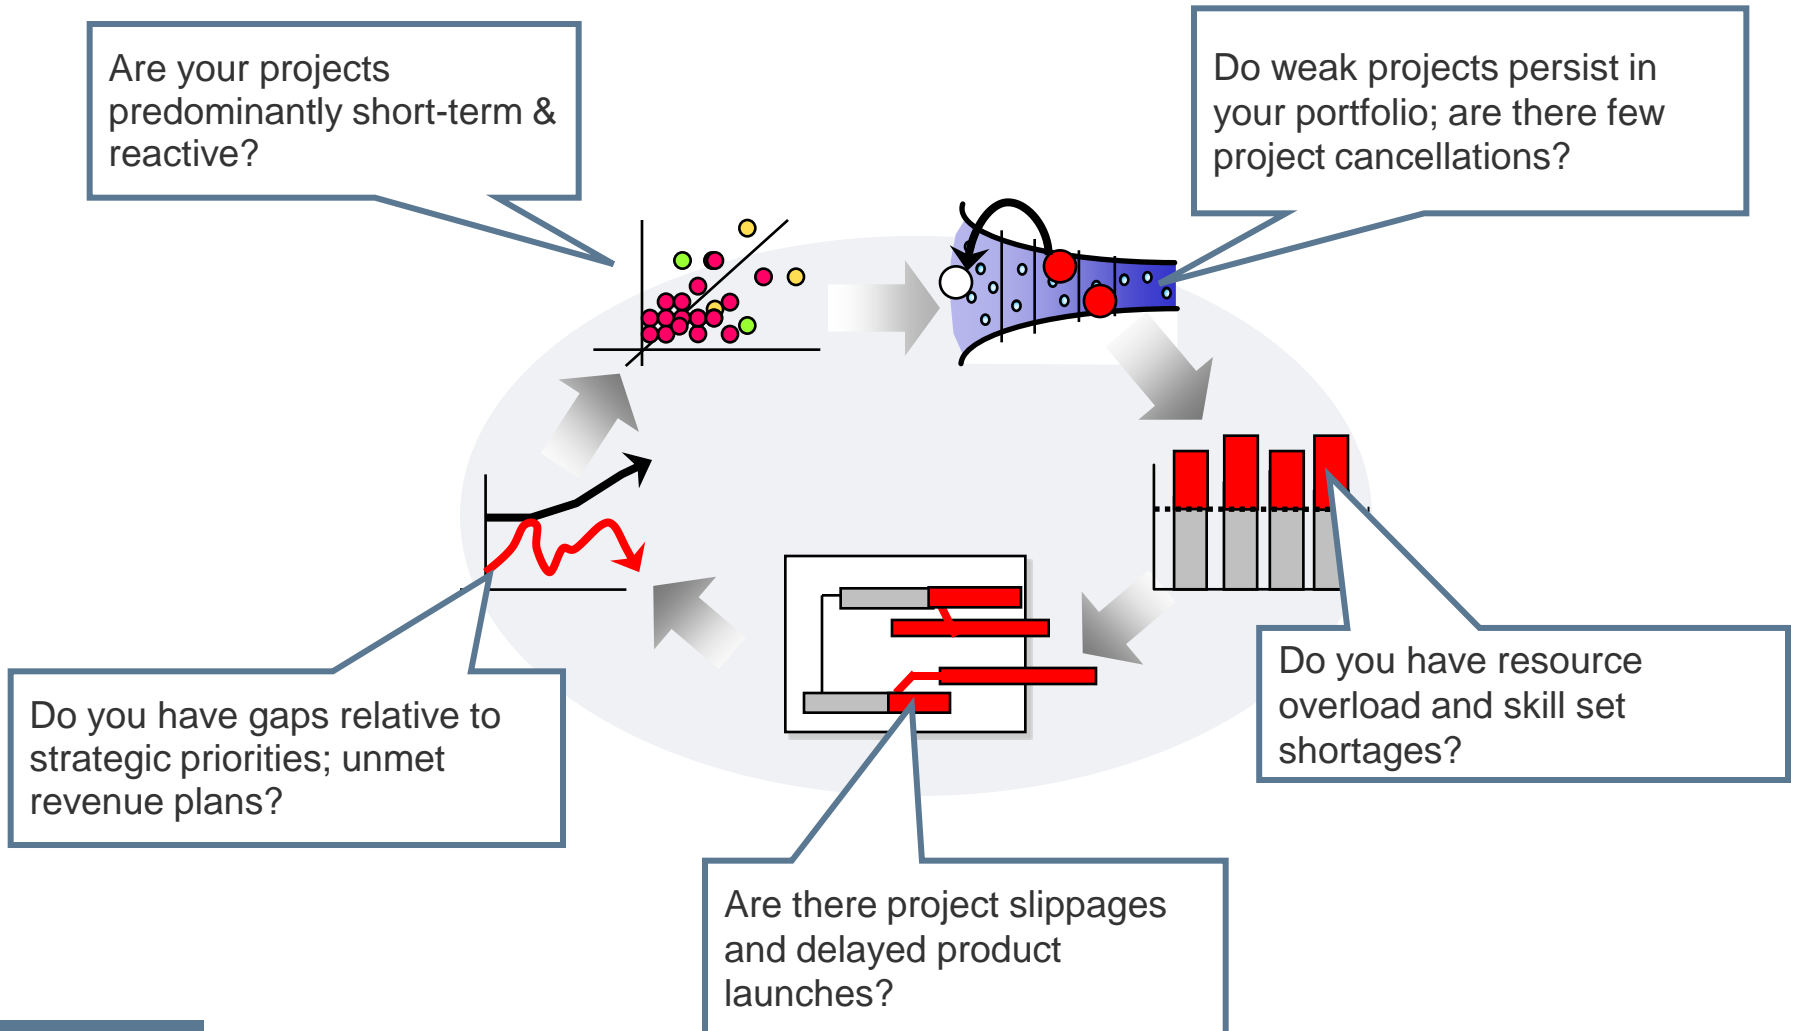 Are your projects
predominantly short-term &
reactive?
Do weak projects persist in
your portfolio; are there few
project cancellations?
Do you have gaps relative to
strategic priorities; unmet
revenue plans?
Do you have resource
overload and skill set
shortages?
Are there project slippages
and delayed product
launches?